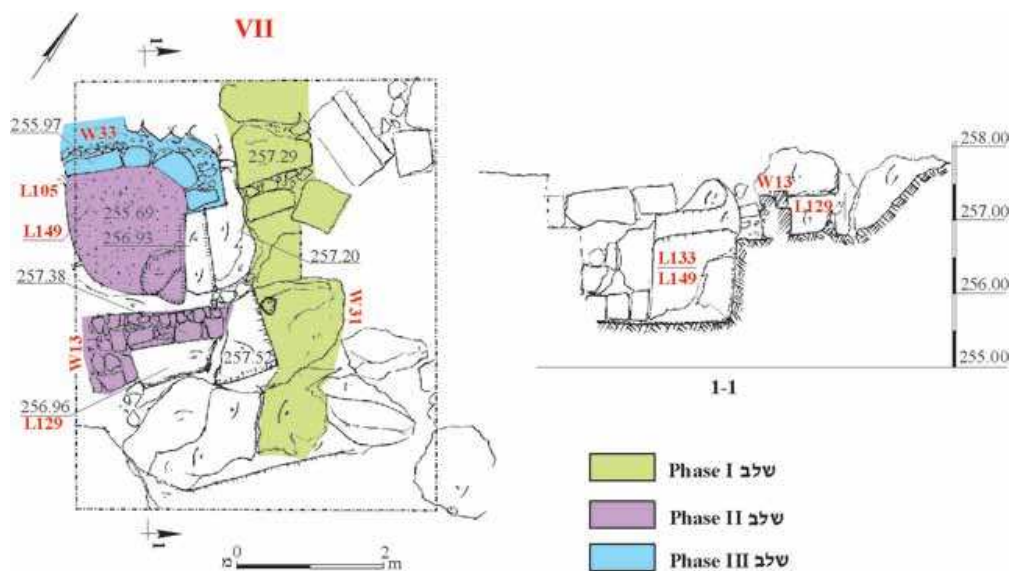 VII
1
255.97
W33
257.29
L105
255.69
L149
256.93
257.20
257.38
W31
W13
257.52
256.96
L129
1
0 2
מ m
258.00
W13
L129
257.00
L133
L149
256.00
255.00
1-1
Phase I שלב
Phase II שלב
Phase III שלב